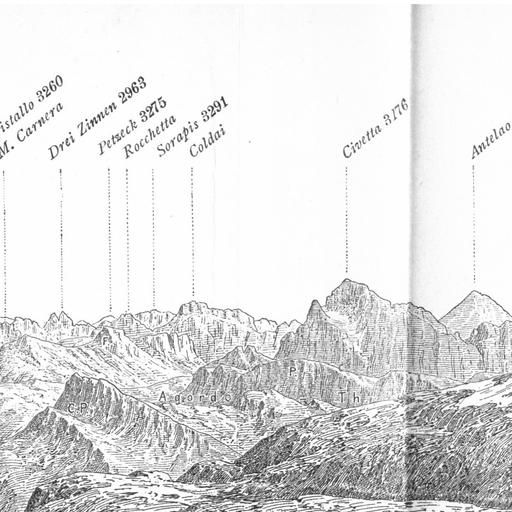 istallo 3260
M. Carnera
Drei Zinnen 2963
Petzeck 3275
Rocchetta
Sorapis 3291
Coldai
Civetta 3176
Antelao
F
P
C.P.
Agordo
Th